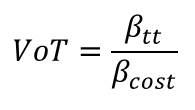 VoT = β_tt / β_cost